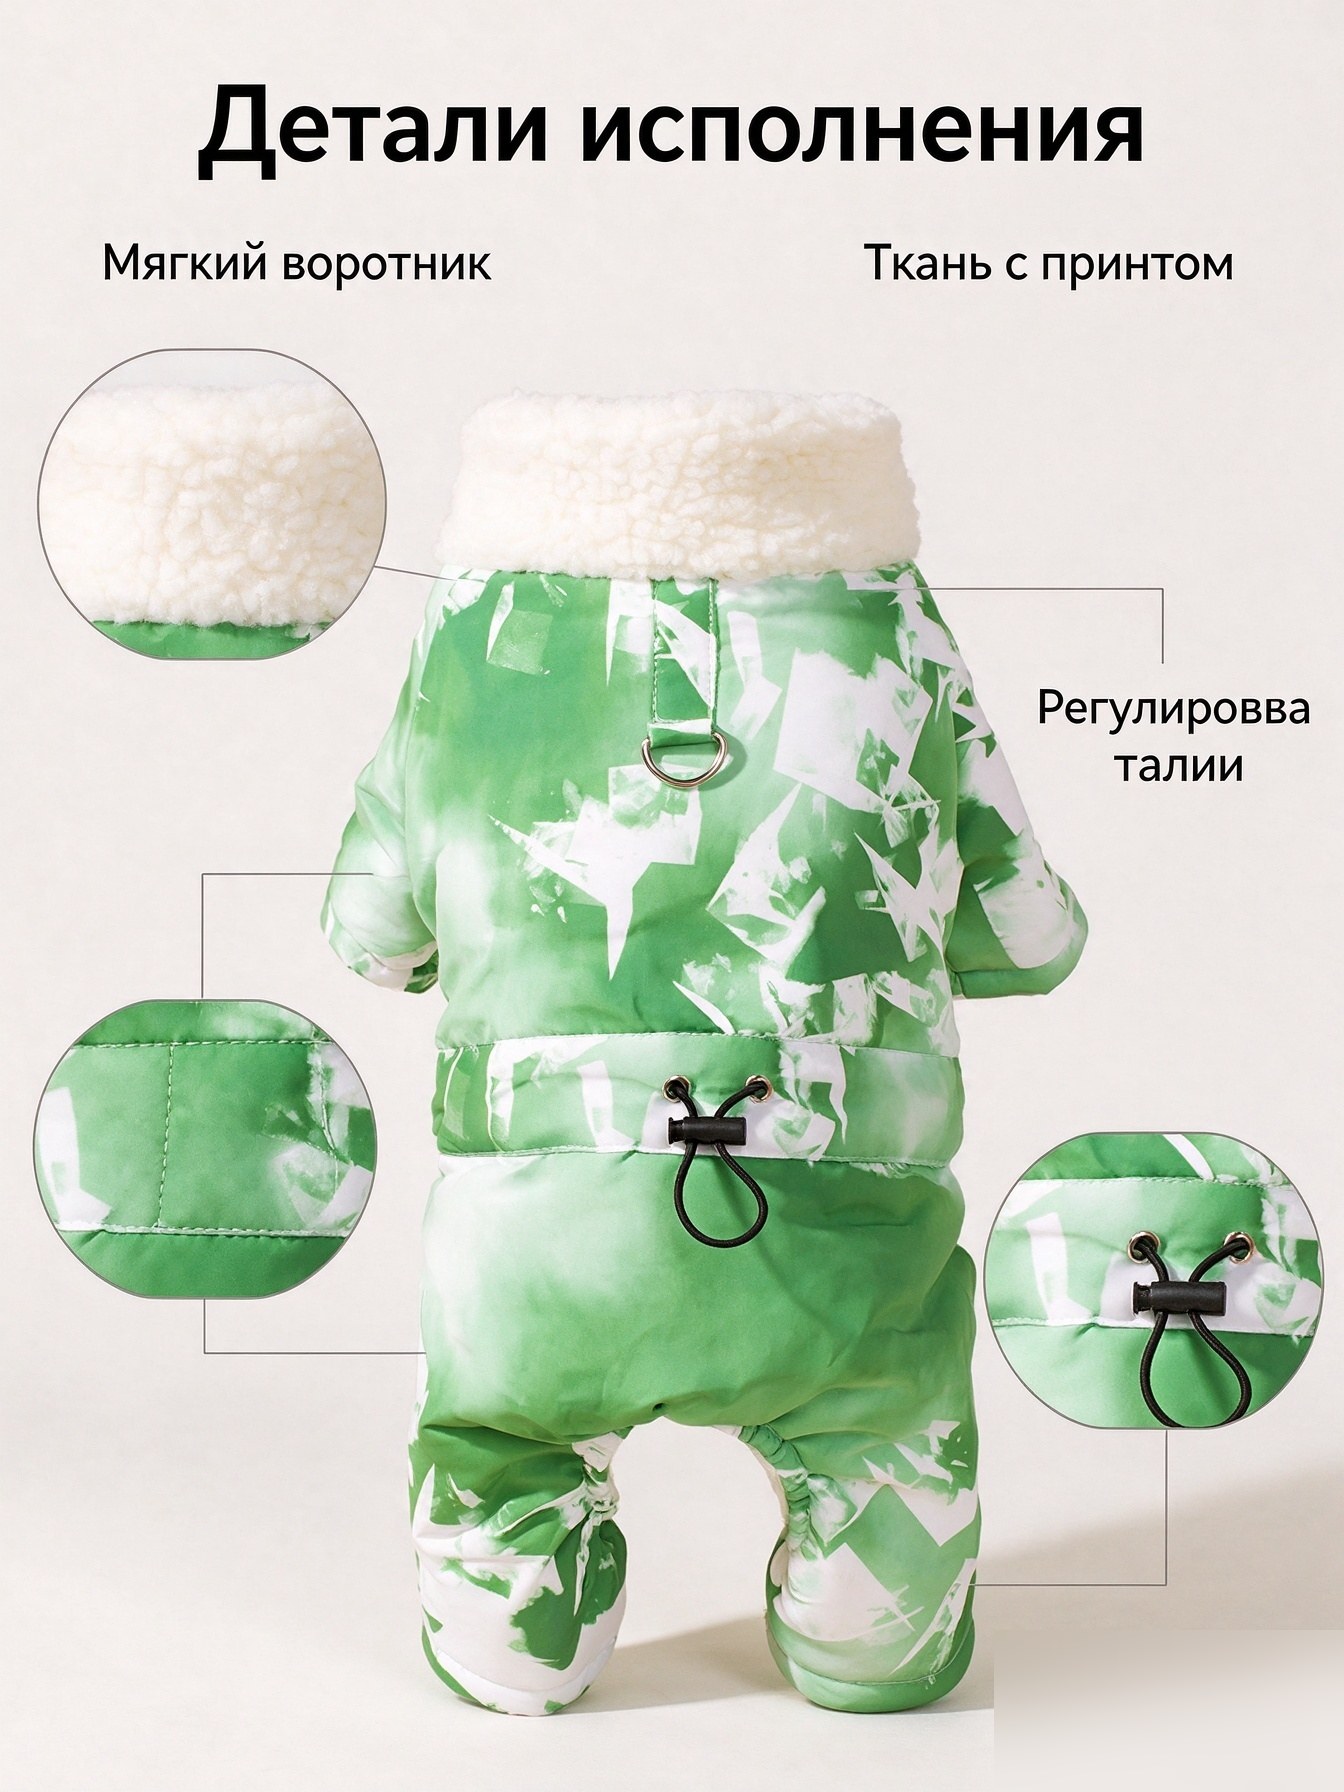 Детали исполнения
Мягкий воротник
Ткань с принтом
Регулировва
талии